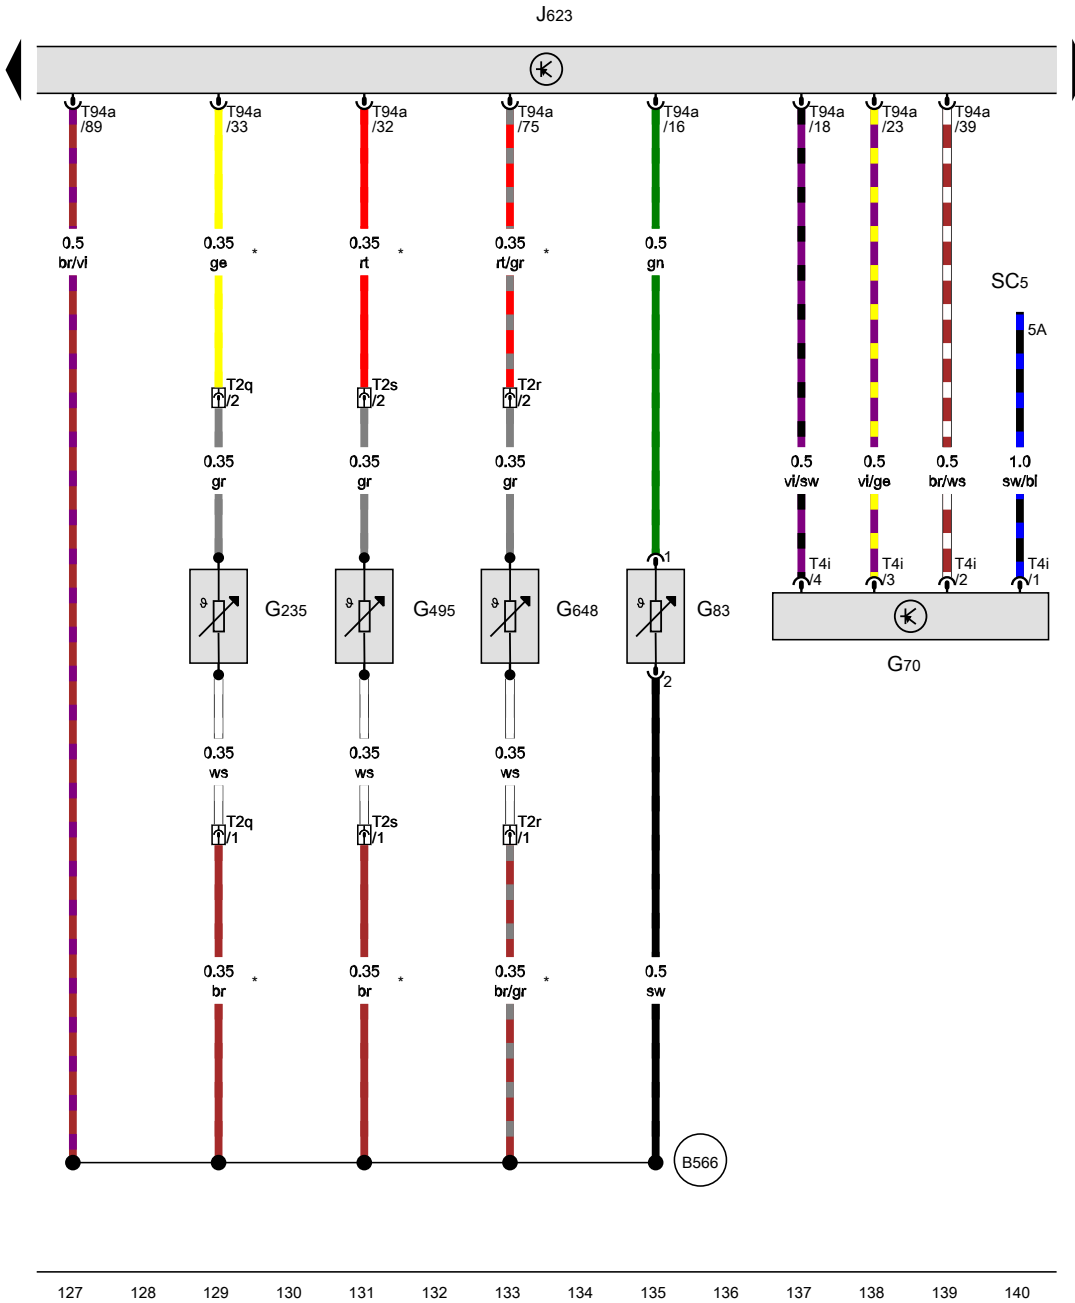 J623
T94a
/89
T94a
/33
T94a
/32
T94a
/75
T94a
/16
T94a
/18
T94a
/23
T94a
/39
0.5
br/vi
0.35
ge
*
0.35
rt
*
0.35
rt/gr
*
0.5
gn
SC5
5A
T2q
/2
T2s
/2
T2r
/2
0.35
gr
0.35
gr
0.35
gr
0.5
vi/sw
0.5
vi/ge
0.5
br/ws
1.0
sw/bl
1
T4i
/4
T4i
/3
T4i
/2
T4i
/1
ϑ
G235
ϑ
G495
ϑ
G648
ϑ
G83
G70
2
0.35
ws
0.35
ws
0.35
ws
T2q
/1
T2s
/1
T2r
/1
0.35
br
*
0.35
br
*
0.35
br/gr
*
0.5
sw
B566
127 128 129 130 131 132 133 134 135 136 137 138 139 140